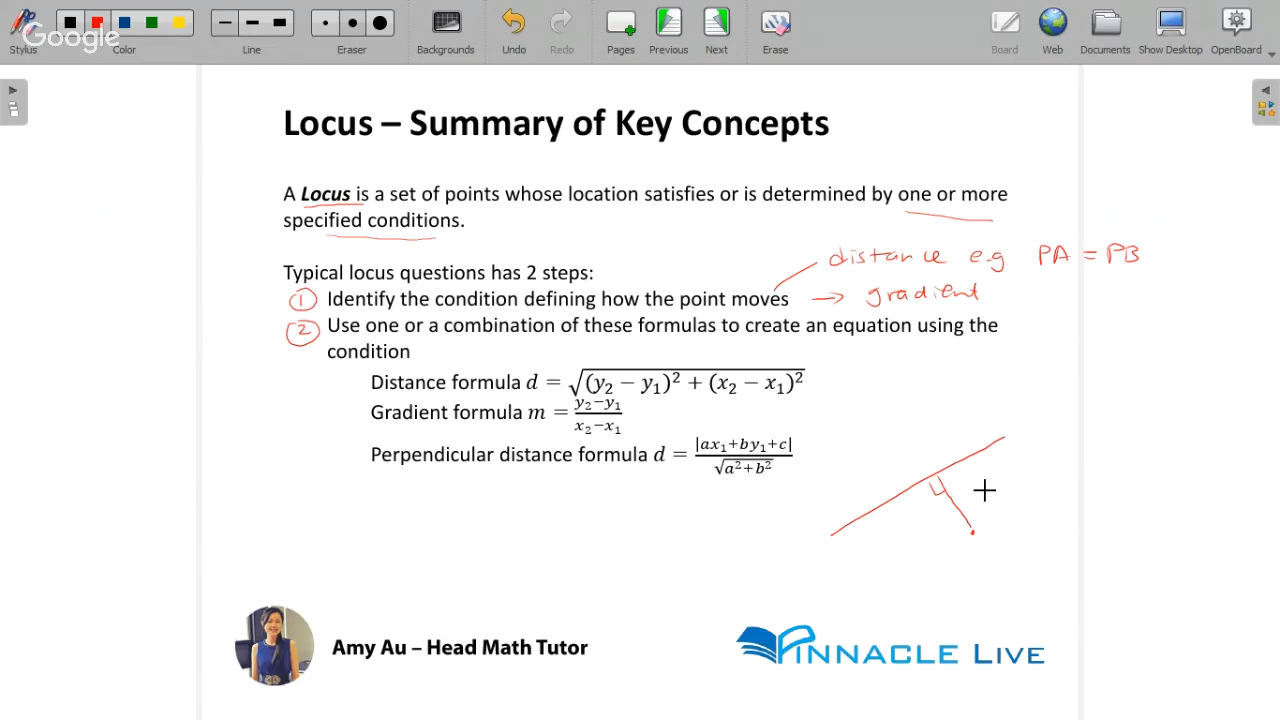 Google
Stylus Color Line Eraser Backgrounds Undo Redo Pages Previous Next Erase Board Web Documents Show Desktop OpenBoard
Locus – Summary of Key Concepts
A Locus is a set of points whose location satisfies or is determined by one or more
specified conditions.
distance e.g PA = PB
Typical locus questions has 2 steps:
① Identify the condition defining how the point moves → gradient
② Use one or a combination of these formulas to create an equation using the
condition
Distance formula d = √(y₂ − y₁)² + (x₂ − x₁)²
Gradient formula m = y₂−y₁ / x₂−x₁
Perpendicular distance formula d = |ax₁+by₁+c| / √a²+b²
Amy Au – Head Math Tutor
PINNACLE LIVE